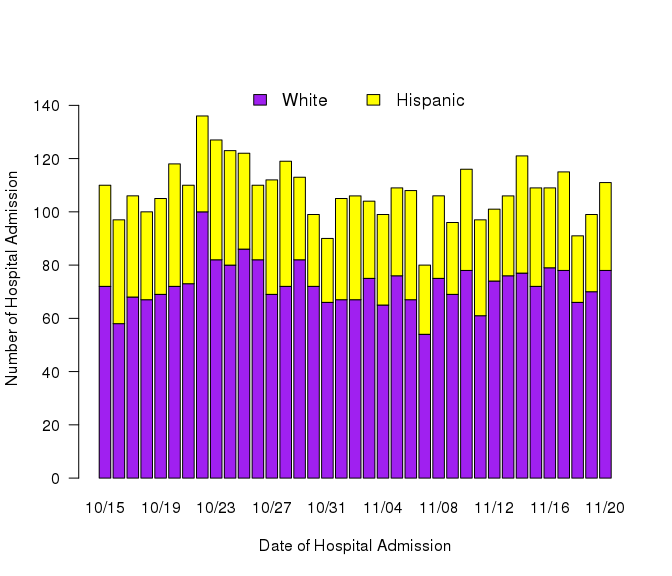 White Hispanic
Number of Hospital Admission
140
120
100
80
60
40
20
0
10/15 10/19 10/23 10/27 10/31 11/04 11/08 11/12 11/16 11/20
Date of Hospital Admission